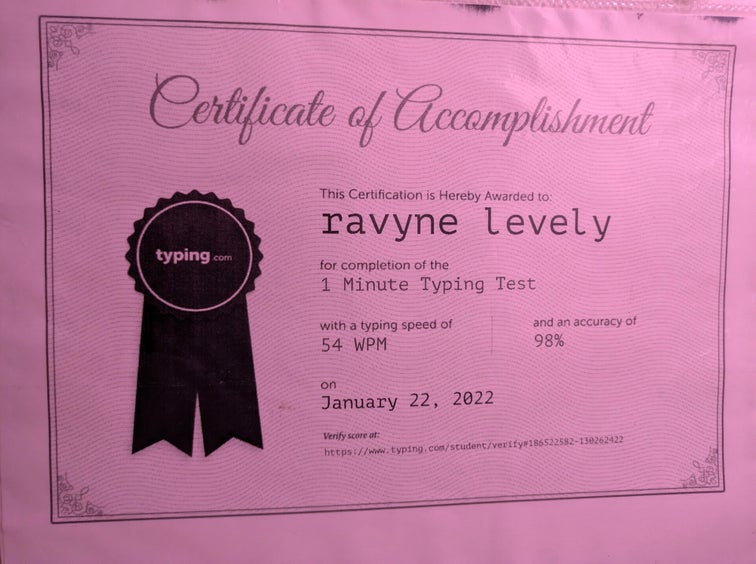 Certificate of Accomplishment
This Certification is Hereby Awarded to:
ravyne levely
typing.com
for completion of the
1 Minute Typing Test
with a typing speed of
54 WPM
and an accuracy of
98%
on
January 22, 2022
Verify score at:
https://www.typing.com/student/verify#186522582-130262422